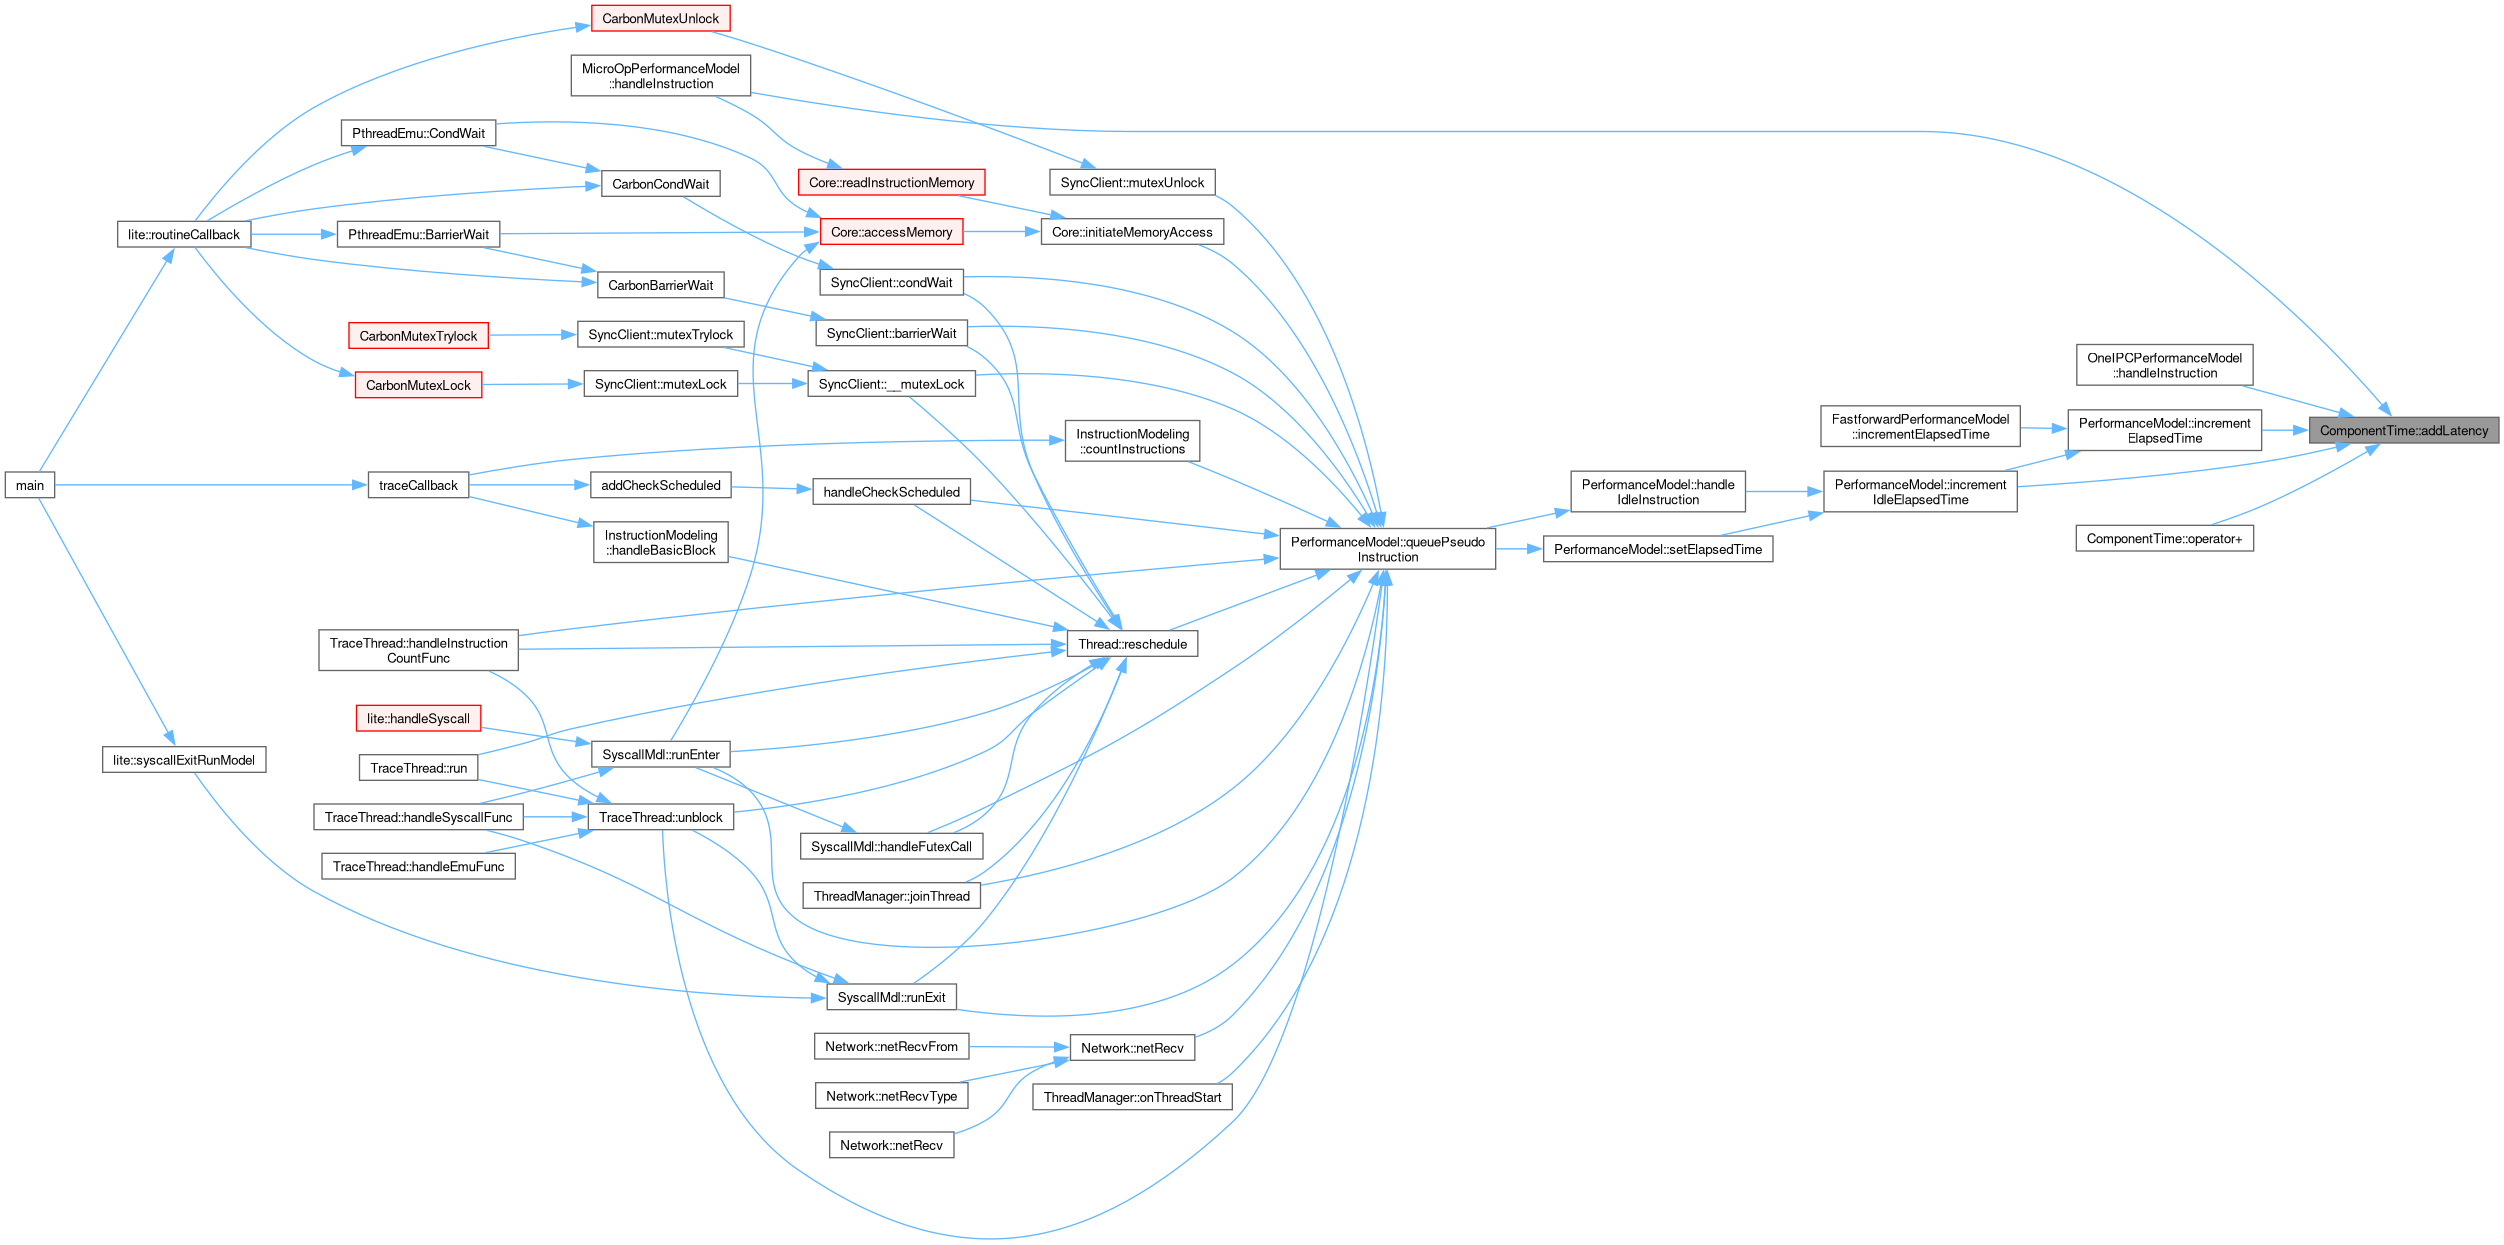 CarbonMutexUnlock
MicroOpPerformanceModel
::handleInstruction
PthreadEmu::CondWait
CarbonCondWait
Core::readInstructionMemory
SyncClient::mutexUnlock
lite::routineCallback
PthreadEmu::BarrierWait
Core::accessMemory
Core::initiateMemoryAccess
CarbonBarrierWait
SyncClient::condWait
CarbonMutexTrylock
SyncClient::mutexTrylock
SyncClient::barrierWait
CarbonMutexLock
SyncClient::mutexLock
SyncClient::__mutexLock
OneIPCPerformanceModel
::handleInstruction
InstructionModeling
::countInstructions
FastforwardPerformanceModel
::incrementElapsedTime
PerformanceModel::increment
ElapsedTime
ComponentTime::addLatency
main
traceCallback
addCheckScheduled
handleCheckScheduled
PerformanceModel::handle
IdleInstruction
PerformanceModel::increment
IdleElapsedTime
InstructionModeling
::handleBasicBlock
PerformanceModel::queuePseudo
Instruction
PerformanceModel::setElapsedTime
ComponentTime::operator+
TraceThread::handleInstruction
CountFunc
Thread::reschedule
lite::handleSyscall
lite::syscallExitRunModel
TraceThread::run
SyscallMdl::runEnter
TraceThread::handleSyscallFunc
TraceThread::unblock
TraceThread::handleEmuFunc
SyscallMdl::handleFutexCall
ThreadManager::joinThread
SyscallMdl::runExit
Network::netRecvFrom
Network::netRecv
Network::netRecvType
ThreadManager::onThreadStart
Network::netRecv